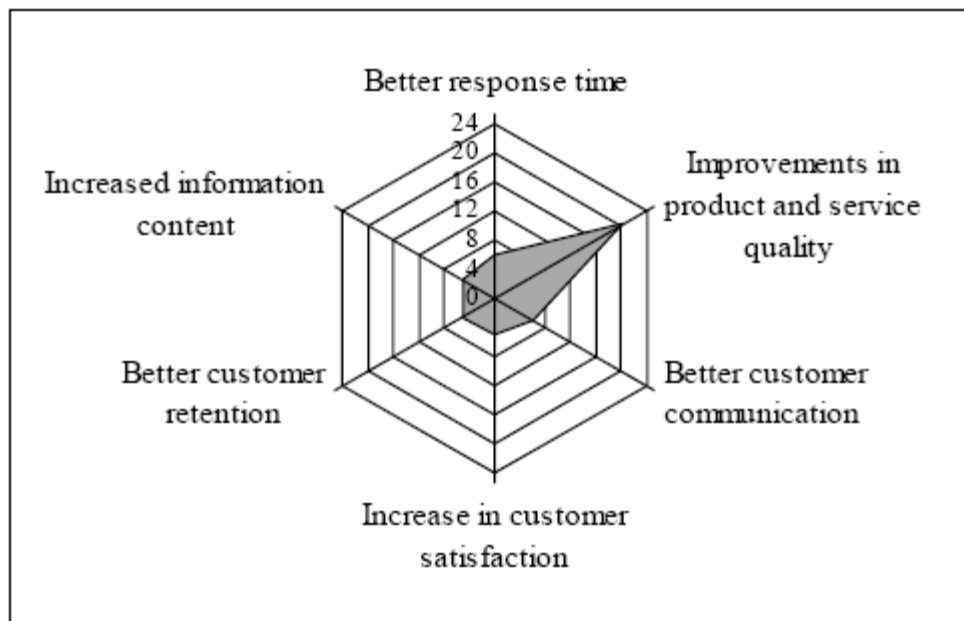 Better response time
24
20
16
12
8
4
0
Improvements in
product and service
quality
Increased information
content
Better customer
retention
Better customer
communication
Increase in customer
satisfaction